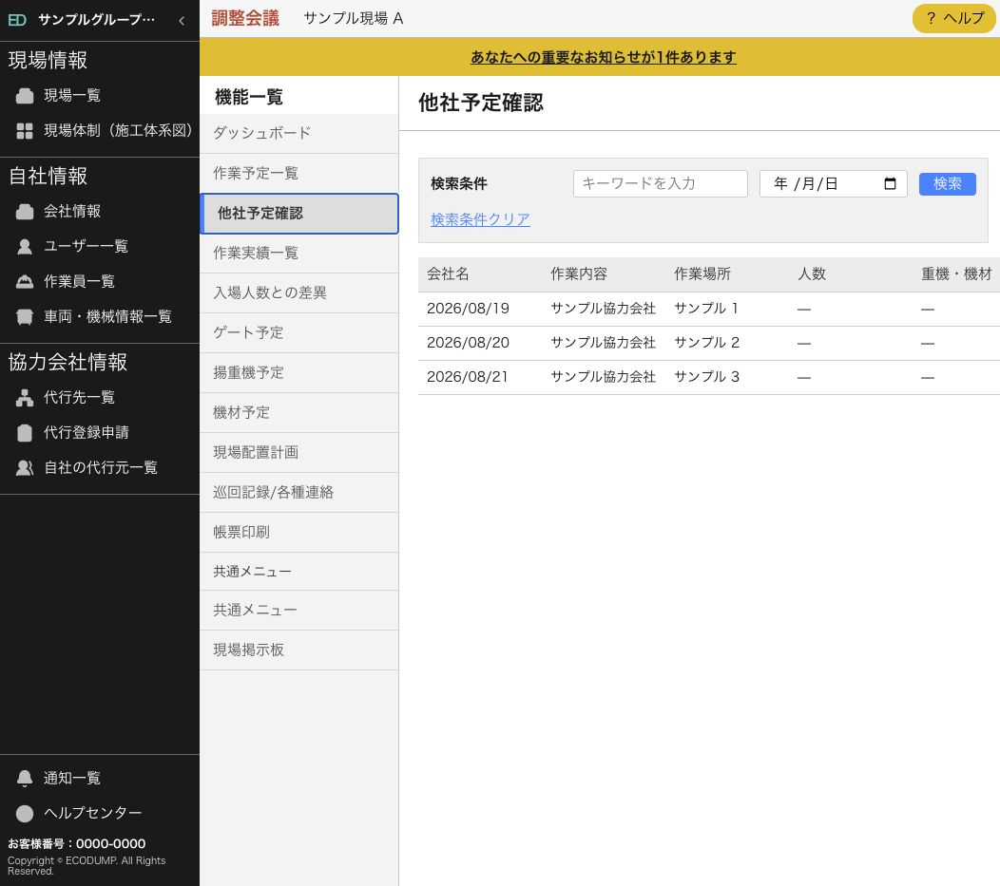 ED サンプルグループ… ‹
現場情報
現場一覧
現場体制（施工体系図）
自社情報
会社情報
ユーザー一覧
作業員一覧
車両・機械情報一覧
協力会社情報
代行先一覧
代行登録申請
自社の代行元一覧
通知一覧
ヘルプセンター
お客様番号：0000-0000
Copyright © ECODUMP. All Rights
Reserved.
調整会議 サンプル現場 A ？ ヘルプ
あなたへの重要なお知らせが1件あります
機能一覧
ダッシュボード
作業予定一覧
他社予定確認
作業実績一覧
入場人数との差異
ゲート予定
揚重機予定
機材予定
現場配置計画
巡回記録/各種連絡
帳票印刷
共通メニュー
共通メニュー
現場掲示板
他社予定確認
検索条件 キーワードを入力 年 /月/日 検索
検索条件クリア
会社名 作業内容 作業場所 人数 重機・機材
2026/08/19 サンプル協力会社 サンプル 1 — —
2026/08/20 サンプル協力会社 サンプル 2 — —
2026/08/21 サンプル協力会社 サンプル 3 — —